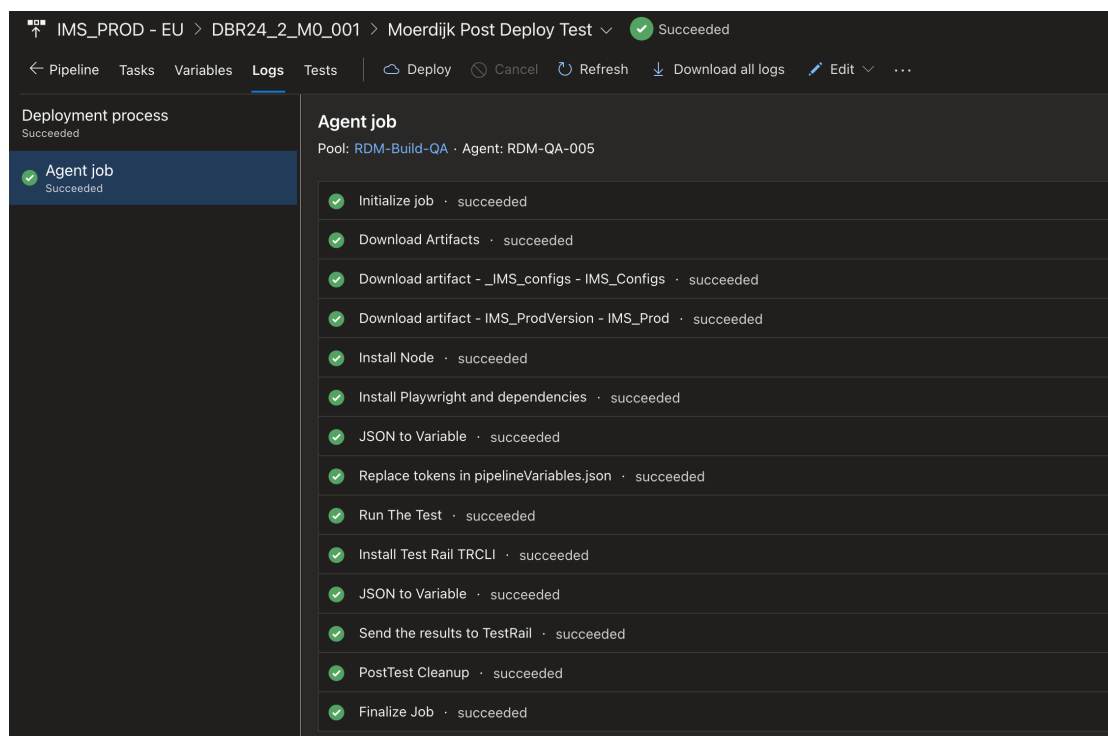 IMS_PROD - EU > DBR24_2_M0_001 > Moerdijk Post Deploy Test Succeeded
Pipeline Tasks Variables Logs Tests Deploy Cancel Refresh Download all logs Edit ...
Deployment process
Succeeded
Agent job
Succeeded
Agent job
Pool: RDM-Build-QA · Agent: RDM-QA-005
Initialize job · succeeded
Download Artifacts · succeeded
Download artifact - _IMS_configs - IMS_Configs · succeeded
Download artifact - IMS_ProdVersion - IMS_Prod · succeeded
Install Node · succeeded
Install Playwright and dependencies · succeeded
JSON to Variable · succeeded
Replace tokens in pipelineVariables.json · succeeded
Run The Test · succeeded
Install Test Rail TRCLI · succeeded
JSON to Variable · succeeded
Send the results to TestRail · succeeded
PostTest Cleanup · succeeded
Finalize Job · succeeded